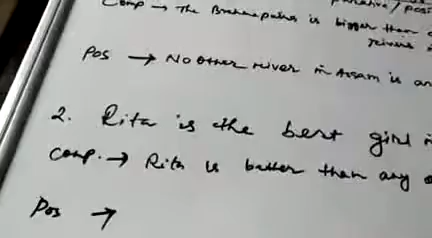 Comp → The Brahmaputra is bigger than
rivers
Pos → No other river in Assam is
2. Rita is the best girl
Comp. → Rita is better than any
Pos →